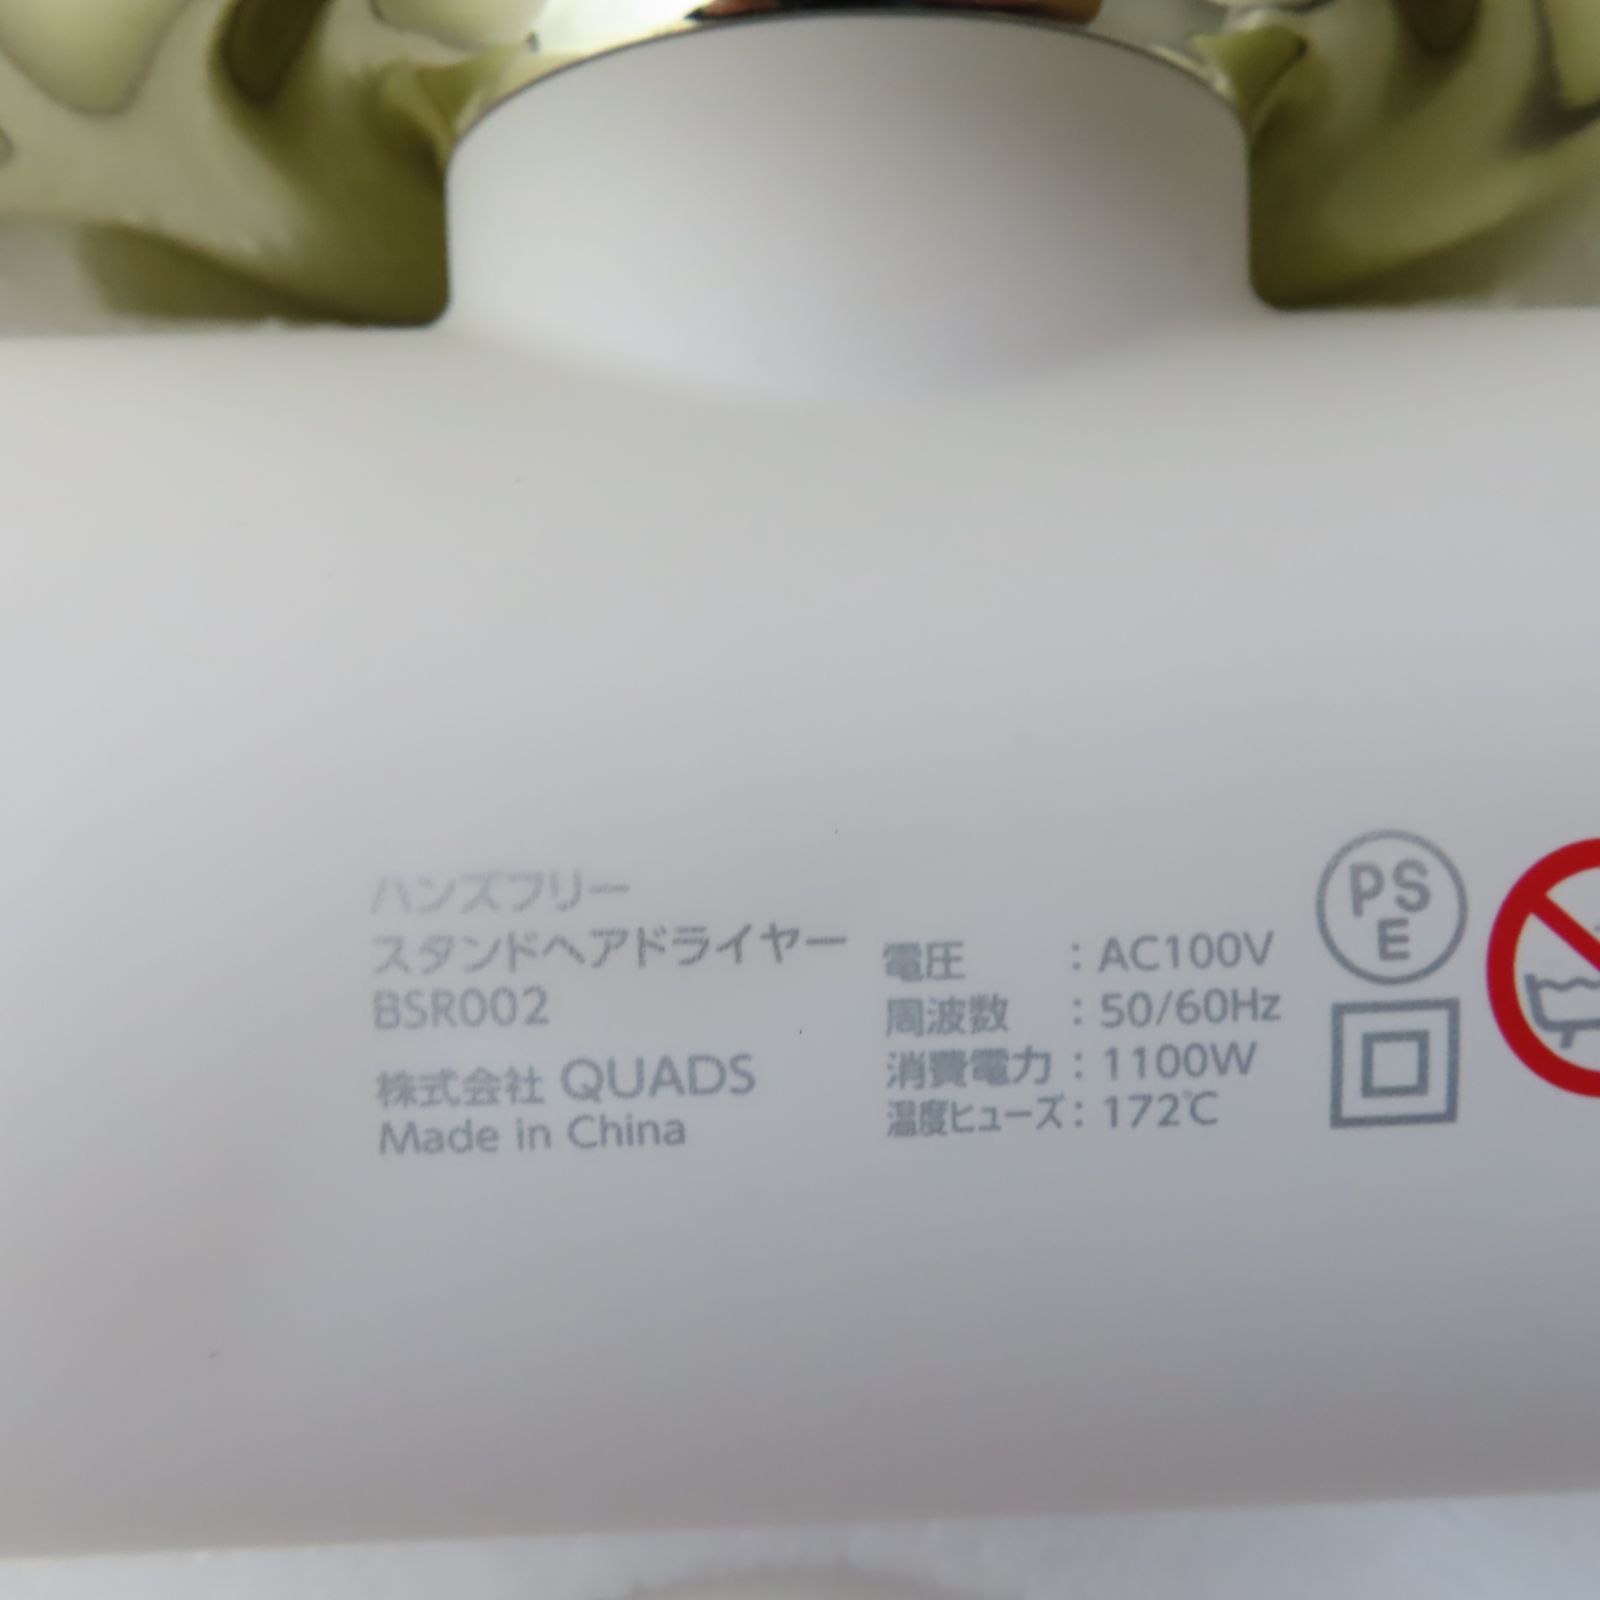 ハンズフリー
スタンドヘアドライヤー
BSR002
株式会社 QUADS
Made in China
電圧 : AC100V
周波数 : 50/60Hz
消費電力 : 1100W
温度ヒューズ : 172℃
PS
E